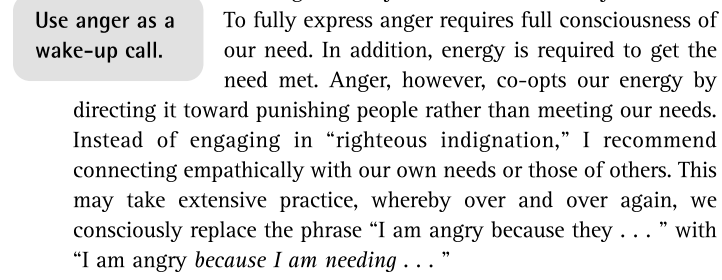 Use anger as a
wake-up call.
To fully express anger requires full consciousness of
our need. In addition, energy is required to get the
need met. Anger, however, co-opts our energy by
directing it toward punishing people rather than meeting our needs.
Instead of engaging in “righteous indignation,” I recommend
connecting empathically with our own needs or those of others. This
may take extensive practice, whereby over and over again, we
consciously replace the phrase “I am angry because they . . . ” with
“I am angry because I am needing . . . ”